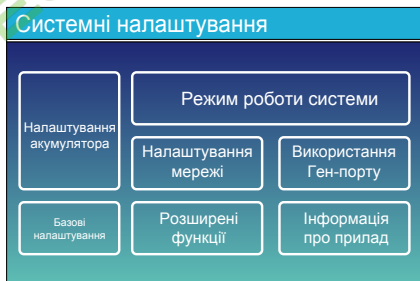 Системні налаштування
Налаштування
акумулятора
Режим роботи системи
Налаштування
мережі
Використання
Ген-порту
Базові
налаштування
Розширені
функції
Інформація
про прилад